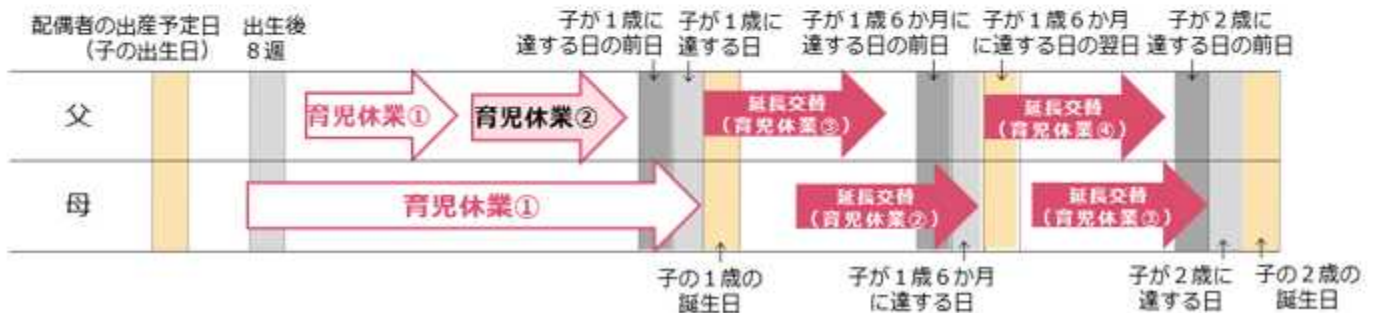 配偶者の出産予定日
（子の出生日）
出生後
８週
子が１歳に
達する日の前日
子が１歳に
達する日
子が１歳６か月に
達する日の前日
子が１歳６か月
に達する日の翌日
子が２歳に
達する日の前日
父
育児休業①
育児休業②
延長交替
（育児休業③）
延長交替
（育児休業④）
母
育児休業①
延長交替
（育児休業②）
延長交替
（育児休業③）
子の１歳の
誕生日
子が１歳６か月
に達する日
子が２歳に
達する日
子の２歳の
誕生日